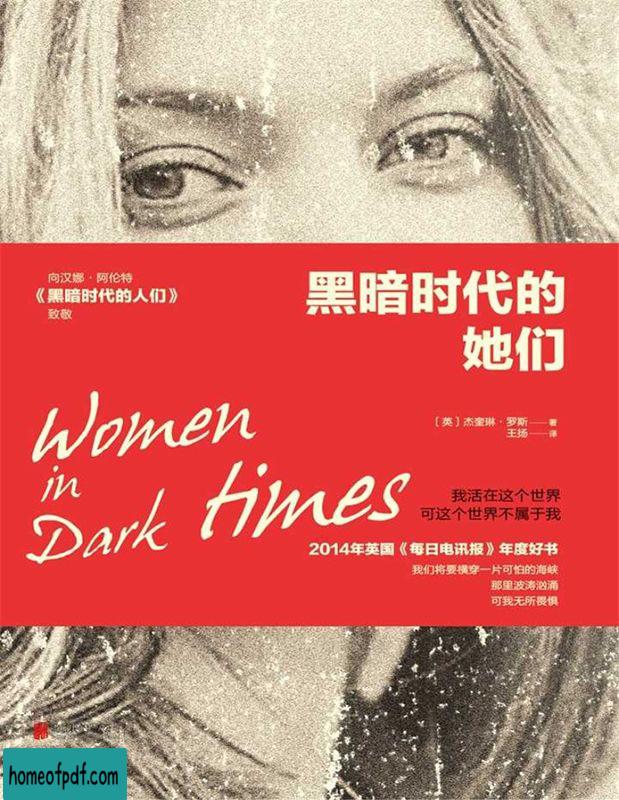 向汉娜·阿伦特
《黑暗时代的人们》
致敬
黑暗时代的
她们
[英]杰奎琳·罗斯——著
王扬——译
Women
in
Dark times
我活在这个世界
可这个世界不属于我
2014年英国《每日电讯报》年度好书
我们将要横穿一片可怕的海峡
那里波涛汹涌
可我无所畏惧
homeofpdf.com